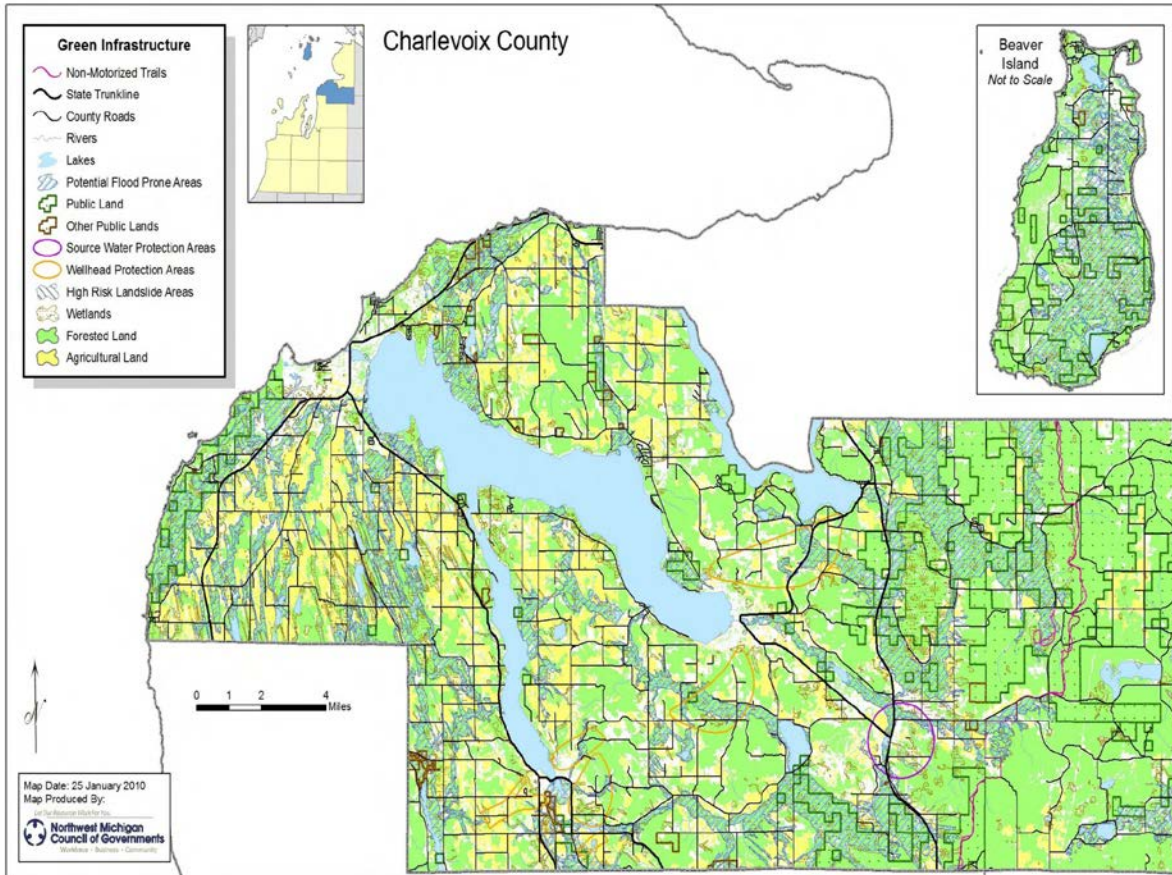 Charlevoix County
Green Infrastructure
Non-Motorized Trails
State Trunkline
County Roads
Rivers
Lakes
Potential Flood Prone Areas
Public Land
Other Public Lands
Source Water Protection Areas
Wellhead Protection Areas
High Risk Landslide Areas
Wetlands
Forested Land
Agricultural Land
Beaver
Island
Not to Scale
0 1 2 4
Miles
Map Date: 25 January 2010
Map Produced By:
Northwest Michigan
Council of Governments
Workforce • Business • Community